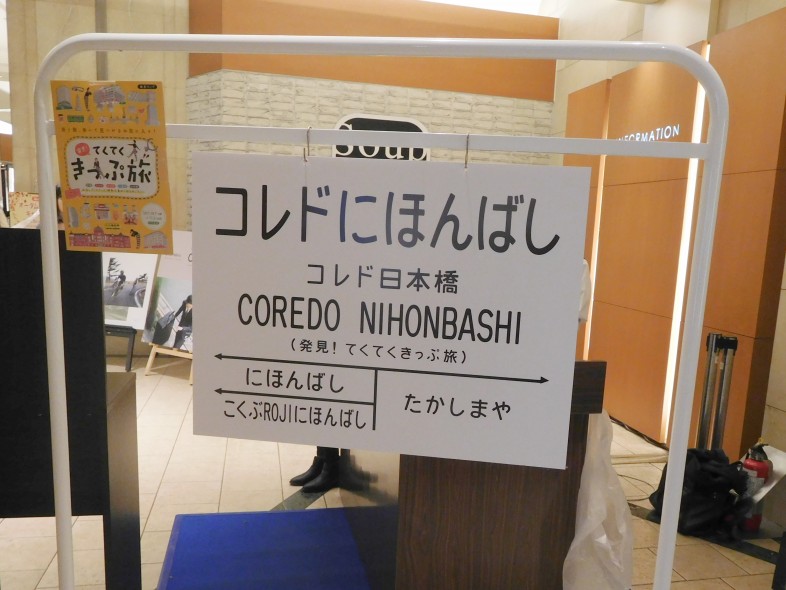 コレドにほんばし
コレド日本橋
COREDO NIHONBASHI
(発見!てくてくきっぷ旅)
にほんばし
こくぶROJIにほんばし
たかしまや
てくてく
きっぷ旅
Soup
INFORMATION